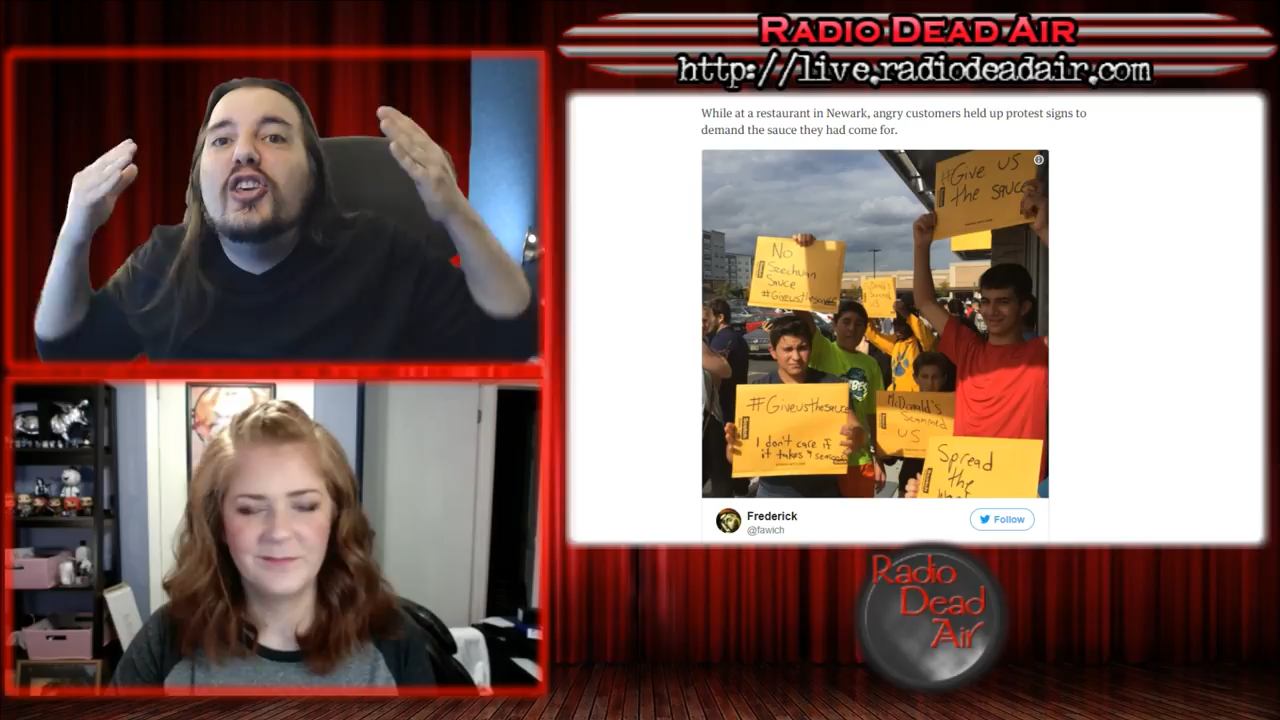 RADIO DEAD AIR
http://live.radiodeadair.com
While at a restaurant in Newark, angry customers held up protest signs to
demand the sauce they had come for.
#Give us
the sauce
No
Szechuan
Sauce
#Giveusthesauce
#Giveusthesauce
I don't care if
it takes 9 seasons
McDonald's
Scammed
US
Spread
the
Frederick
@fawich
Follow
Radio
Dead
Air